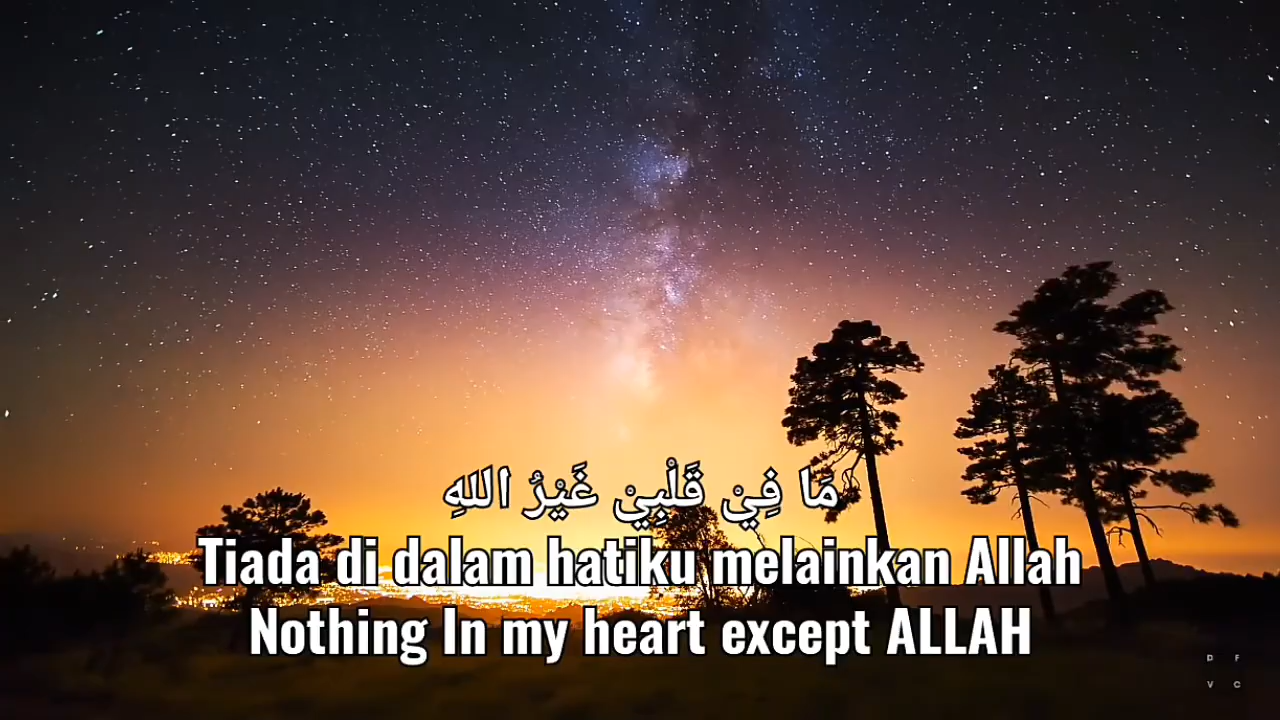 مَا فِيْ قَلْبِيْ غَيْرُ اللهِ
Tiada di dalam hatiku melainkan Allah
Nothing In my heart except ALLAH
D F
V C